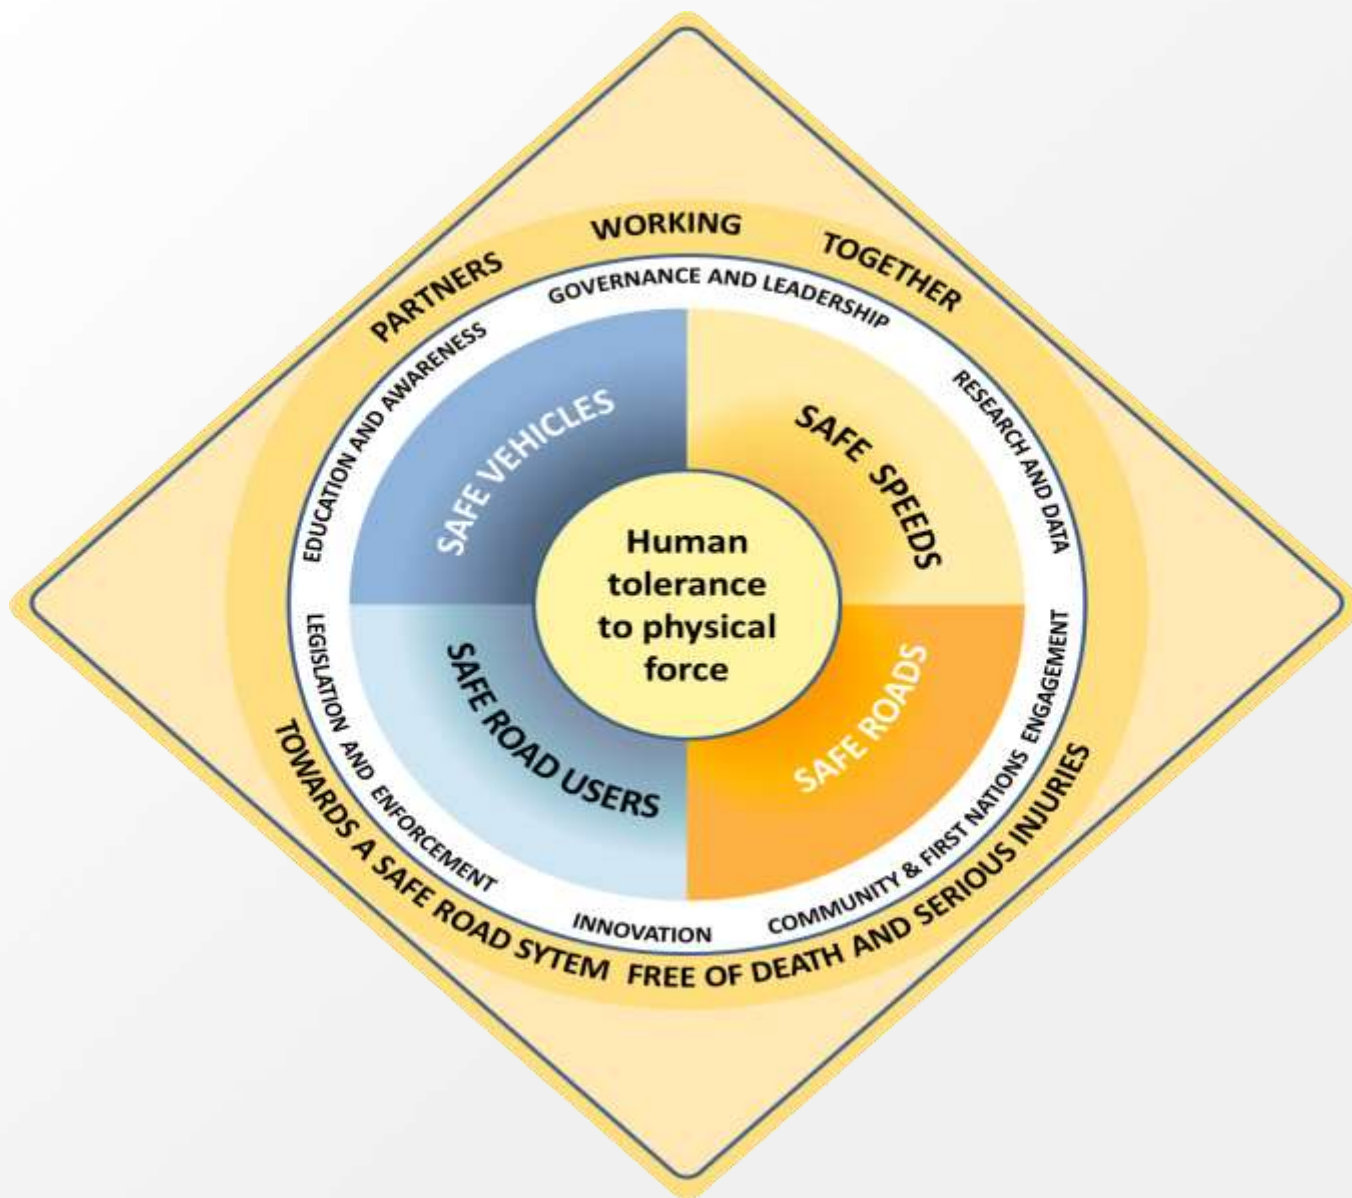 PARTNERS WORKING TOGETHER
GOVERNANCE AND LEADERSHIP
RESEARCH AND DATA
COMMUNITY & FIRST NATIONS ENGAGEMENT
INNOVATION
LEGISLATION AND ENFORCEMENT
EDUCATION AND AWARENESS
SAFE VEHICLES
SAFE SPEEDS
SAFE ROADS
SAFE ROAD USERS
Human
tolerance
to physical
force
TOWARDS A SAFE ROAD SYTEM FREE OF DEATH AND SERIOUS INJURIES